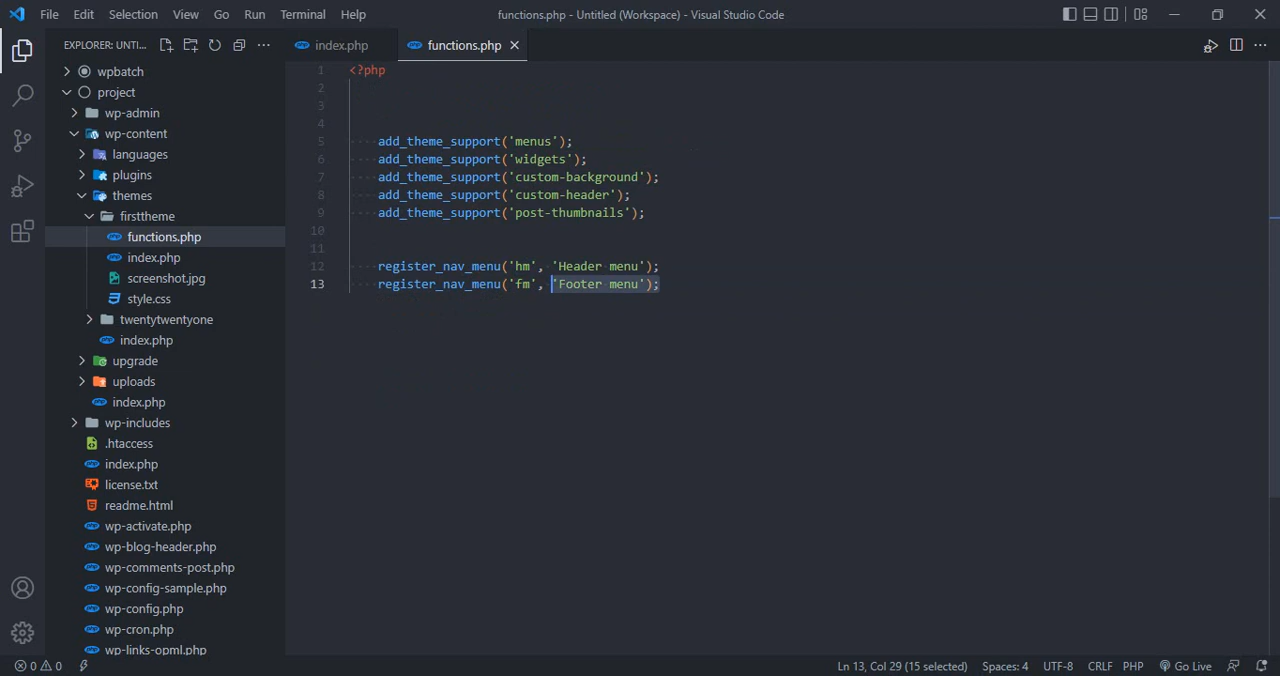 File Edit Selection View Go Run Terminal Help
functions.php - Untitled (Workspace) - Visual Studio Code
EXPLORER: UNTI...
index.php
functions.php
wpbatch
project
wp-admin
wp-content
languages
plugins
themes
firsttheme
functions.php
index.php
screenshot.jpg
style.css
twentytwentyone
index.php
upgrade
uploads
index.php
wp-includes
.htaccess
index.php
license.txt
readme.html
wp-activate.php
wp-blog-header.php
wp-comments-post.php
wp-config-sample.php
wp-config.php
wp-cron.php
wp-links-opml.php
1 <?php
2
3
4
5 add_theme_support('menus');
6 add_theme_support('widgets');
7 add_theme_support('custom-background');
8 add_theme_support('custom-header');
9 add_theme_support('post-thumbnails');
10
11
12 register_nav_menu('hm', 'Header menu');
13 register_nav_menu('fm', 'Footer menu');
0 0
Ln 13, Col 29 (15 selected) Spaces: 4 UTF-8 CRLF PHP Go Live